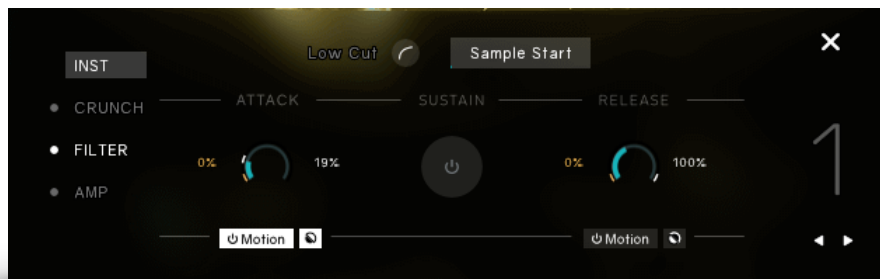 Low Cut Sample Start
INST
CRUNCH
ATTACK SUSTAIN RELEASE
FILTER
0% 19% 0% 100%
AMP
1
Motion Motion